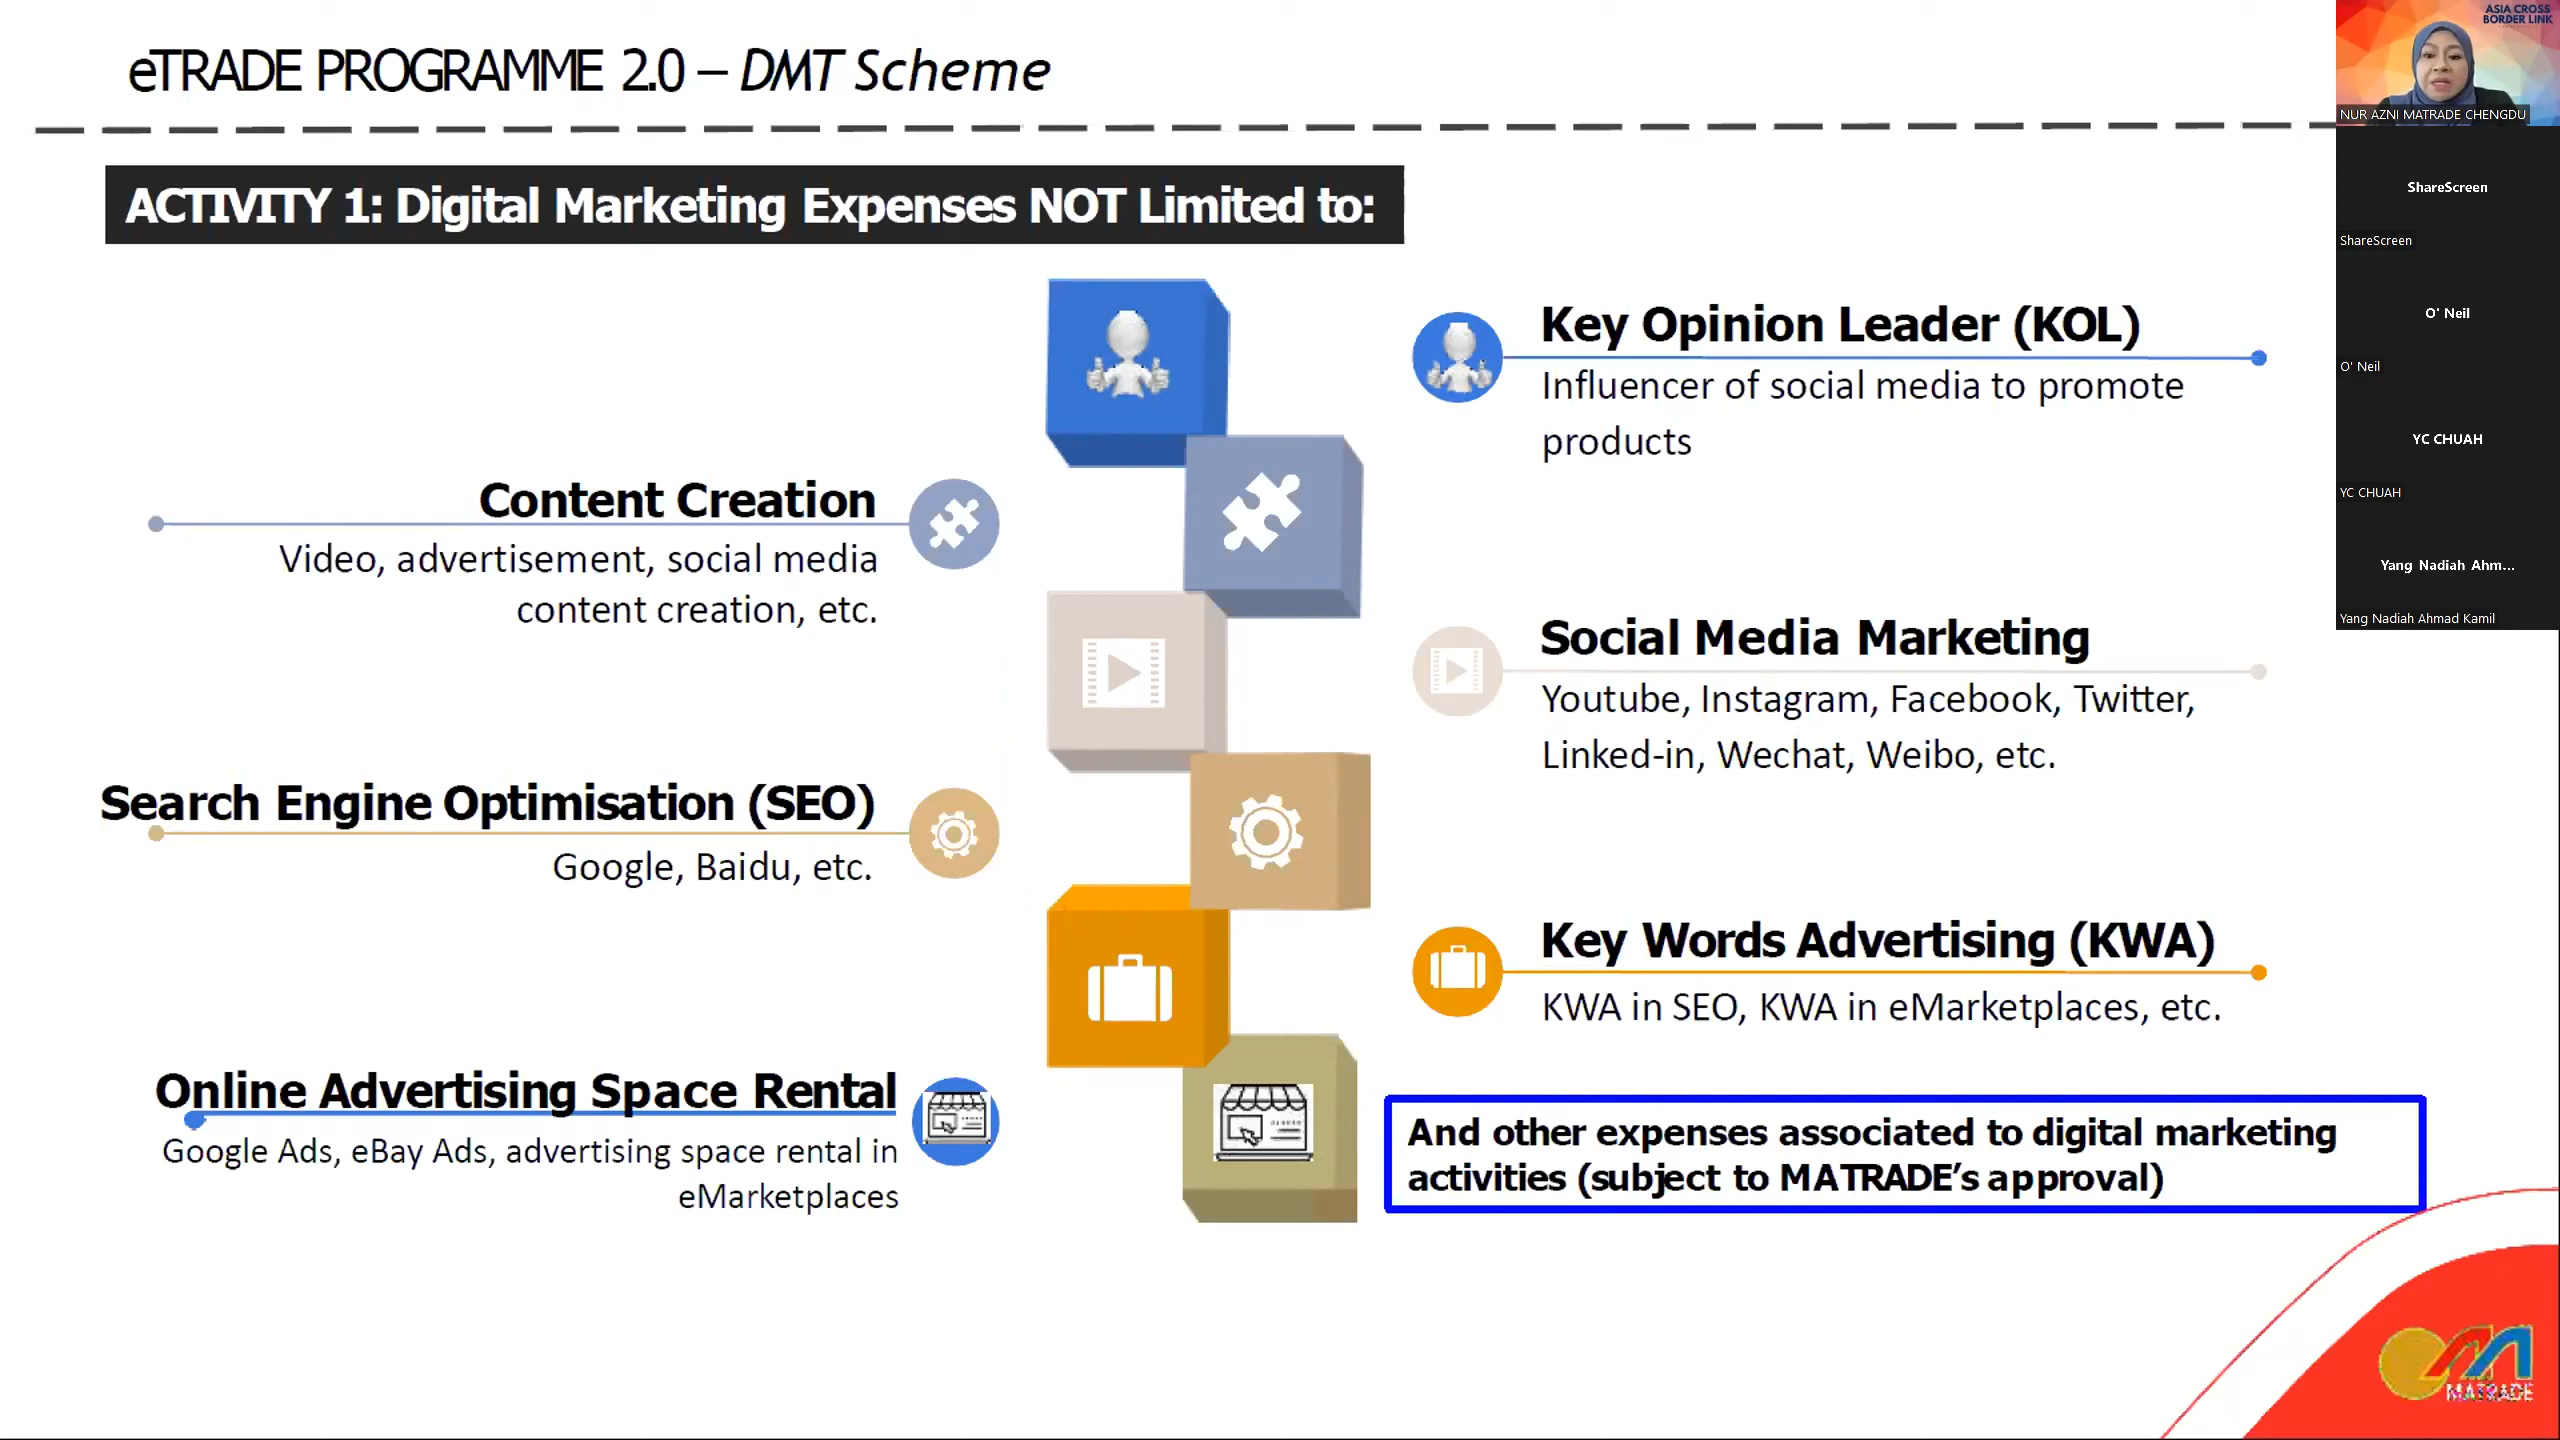 eTRADE PROGRAMME 2.0 – DMT Scheme
ACTIVITY 1: Digital Marketing Expenses NOT Limited to:
Key Opinion Leader (KOL)
Influencer of social media to promote
products
Content Creation
Video, advertisement, social media
content creation, etc.
Social Media Marketing
Youtube, Instagram, Facebook, Twitter,
Linked-in, Wechat, Weibo, etc.
Search Engine Optimisation (SEO)
Google, Baidu, etc.
Key Words Advertising (KWA)
KWA in SEO, KWA in eMarketplaces, etc.
Online Advertising Space Rental
Google Ads, eBay Ads, advertising space rental in
eMarketplaces
And other expenses associated to digital marketing
activities (subject to MATRADE’s approval)
MATRADE
ASIA CROSS
BORDER LINK
NUR AZNI MATRADE CHENGDU
ShareScreen
ShareScreen
O' Neil
O' Neil
YC CHUAH
YC CHUAH
Yang Nadiah Ahm...
Yang Nadiah Ahmad Kamil